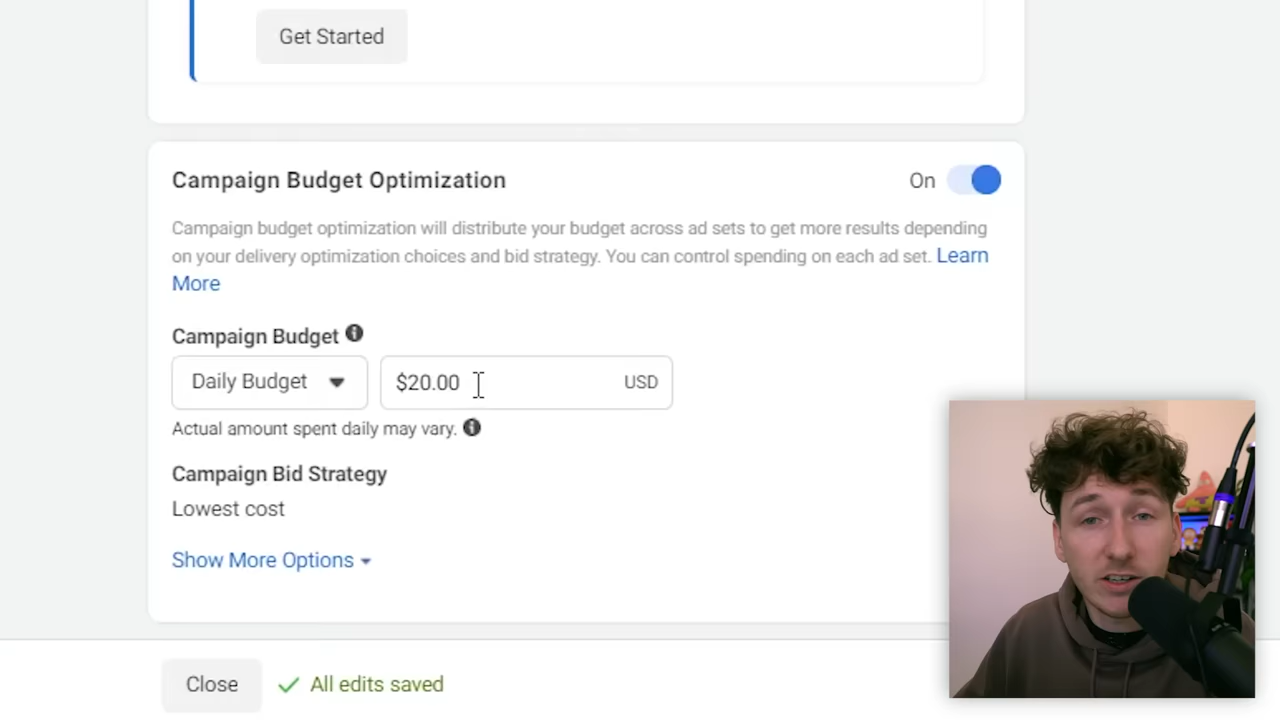 Get Started
Campaign Budget Optimization
On
Campaign budget optimization will distribute your budget across ad sets to get more results depending
on your delivery optimization choices and bid strategy. You can control spending on each ad set. Learn
More
Campaign Budget
Daily Budget
$20.00
USD
Actual amount spent daily may vary.
Campaign Bid Strategy
Lowest cost
Show More Options
Close
All edits saved